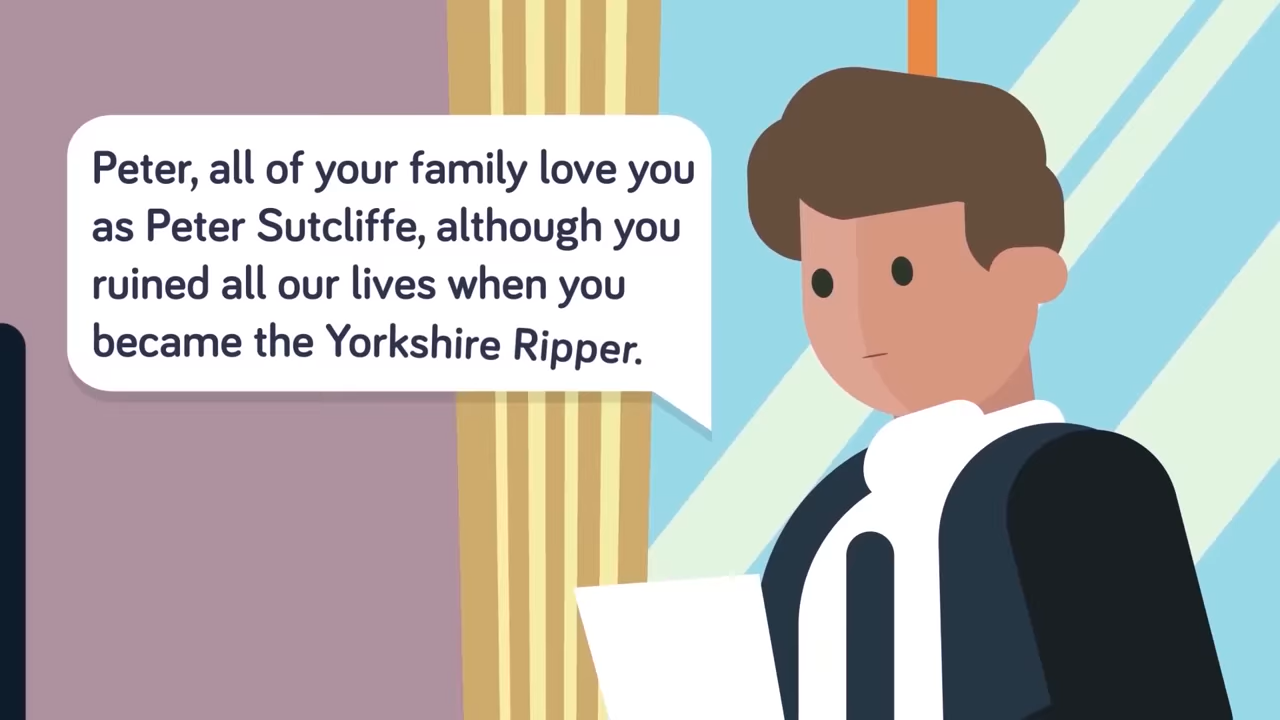 Peter, all of your family love you
as Peter Sutcliffe, although you
ruined all our lives when you
became the Yorkshire Ripper.